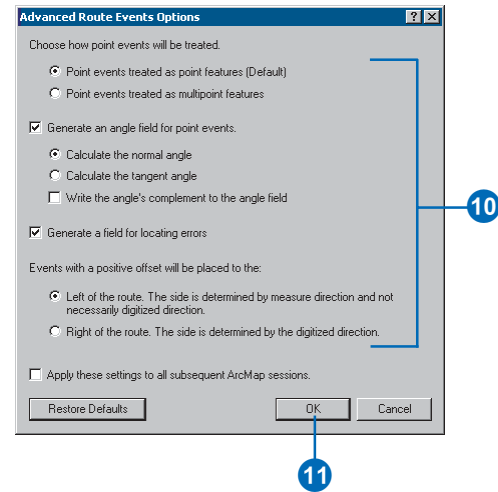 Advanced Route Events Options
Choose how point events will be treated.
Point events treated as point features (Default)
Point events treated as multipoint features
Generate an angle field for point events.
Calculate the normal angle
Calculate the tangent angle
Write the angle's complement to the angle field
10
Generate a field for locating errors
Events with a positive offset will be placed to the:
Left of the route. The side is determined by measure direction and not
necessarily digitized direction.
Right of the route. The side is determined by the digitized direction.
Apply these settings to all subsequent ArcMap sessions.
Restore Defaults OK Cancel
11